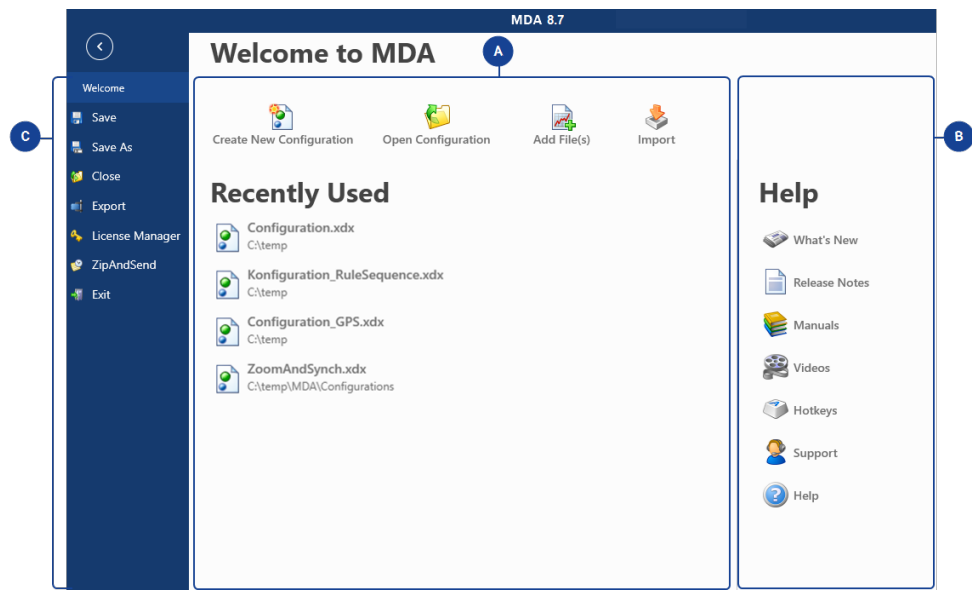 MDA 8.7
Welcome to MDA
A
C
B
Welcome
Save
Save As
Close
Export
License Manager
ZipAndSend
Exit
Create New Configuration
Open Configuration
Add File(s)
Import
Recently Used
Configuration.xdx
C:\temp
Konfiguration_RuleSequence.xdx
C:\temp
Configuration_GPS.xdx
C:\temp
ZoomAndSynch.xdx
C:\temp\MDA\Configurations
Help
What's New
Release Notes
Manuals
Videos
Hotkeys
Support
Help